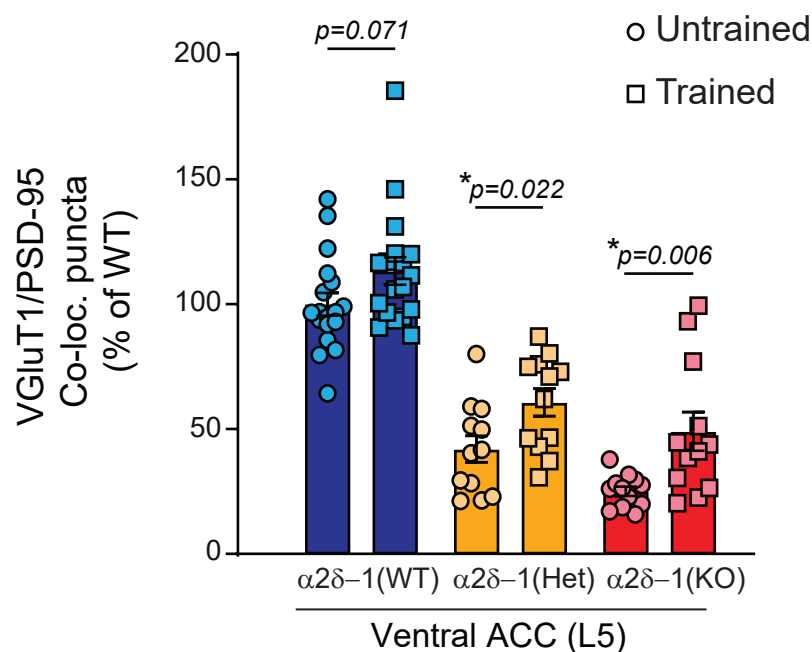 p=0.071
Untrained
Trained
200
150
100
50
0
VGluT1/PSD-95
Co-loc. puncta
(% of WT)
*p=0.022
*p=0.006
α2δ–1(WT)
α2δ–1(Het)
α2δ–1(KO)
Ventral ACC (L5)